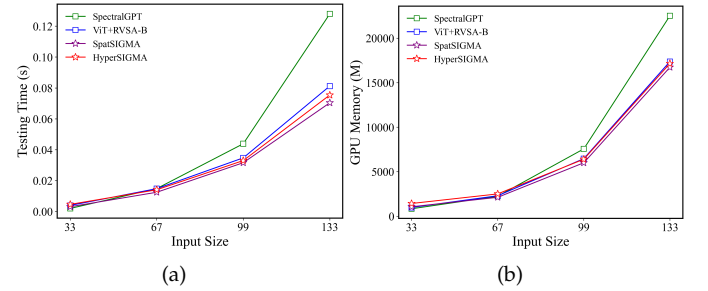 SpectralGPT
ViT+RVSA-B
SpatSIGMA
HyperSIGMA
Testing Time (s)
0.12
0.10
0.08
0.06
0.04
0.02
0.00
33 67 99 133
Input Size
(a)
SpectralGPT
ViT+RVSA-B
SpatSIGMA
HyperSIGMA
GPU Memory (M)
20000
15000
10000
5000
0
33 67 99 133
Input Size
(b)